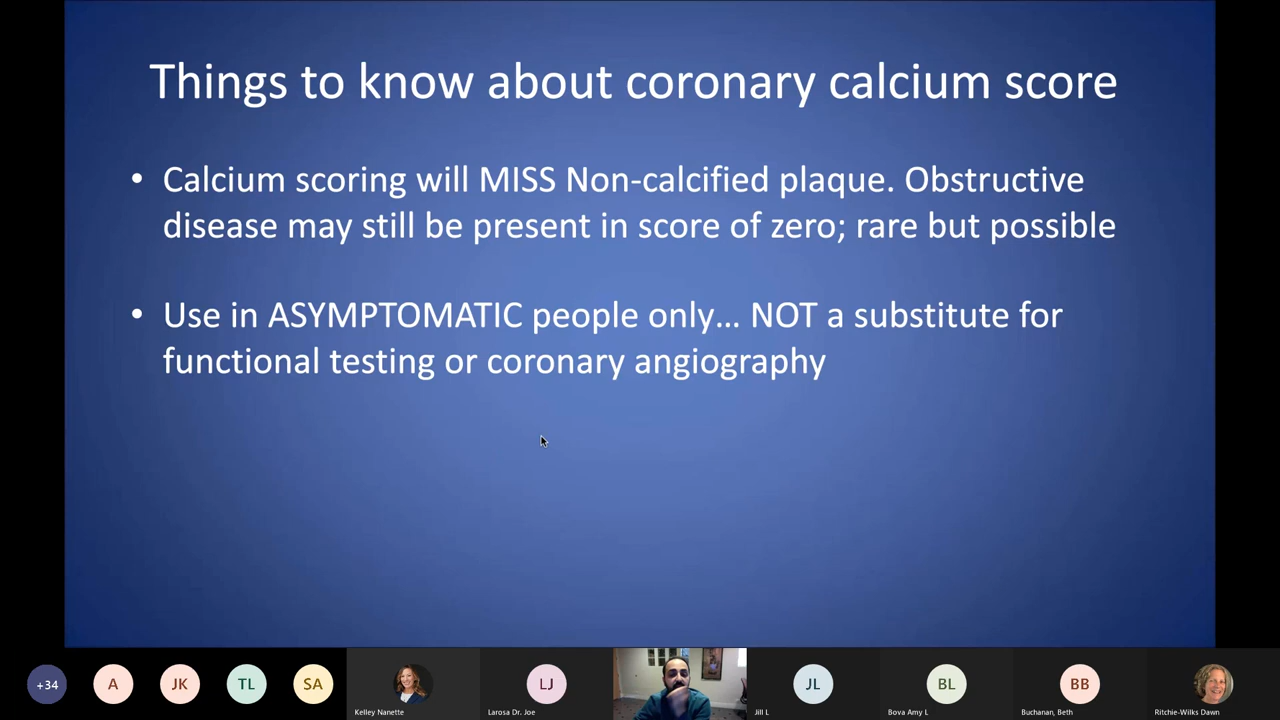 Things to know about coronary calcium score
• Calcium scoring will MISS Non-calcified plaque. Obstructive
disease may still be present in score of zero; rare but possible
• Use in ASYMPTOMATIC people only... NOT a substitute for
functional testing or coronary angiography
+34
A
JK
TL
SA
Kelley Nanette
LJ
Larosa Dr. Joe
JL
Jill L
BL
Bova Amy L
BB
Buchanan, Beth
Ritchie-Wilks Dawn